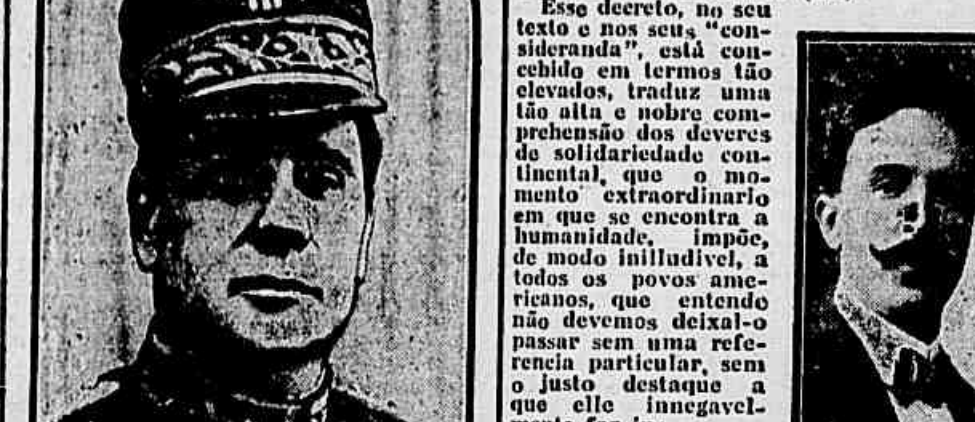 Esse decreto, no seu
texto e nos seus "con-
sideranda", está con-
cebido em termos tão
elevados, traduz uma
tão alta e nobre com-
prehensão dos deveres
de solidariedade con-
tinental, que o mo-
mento extraordinario
em que se encontra a
humanidade, impõe,
de modo inilludivel, a
todos os povos ame-
ricanos, que entendo
não devemos deixal-o
passar sem uma refe-
rencia particular, sem
o justo destaque a
que elle innegavel-